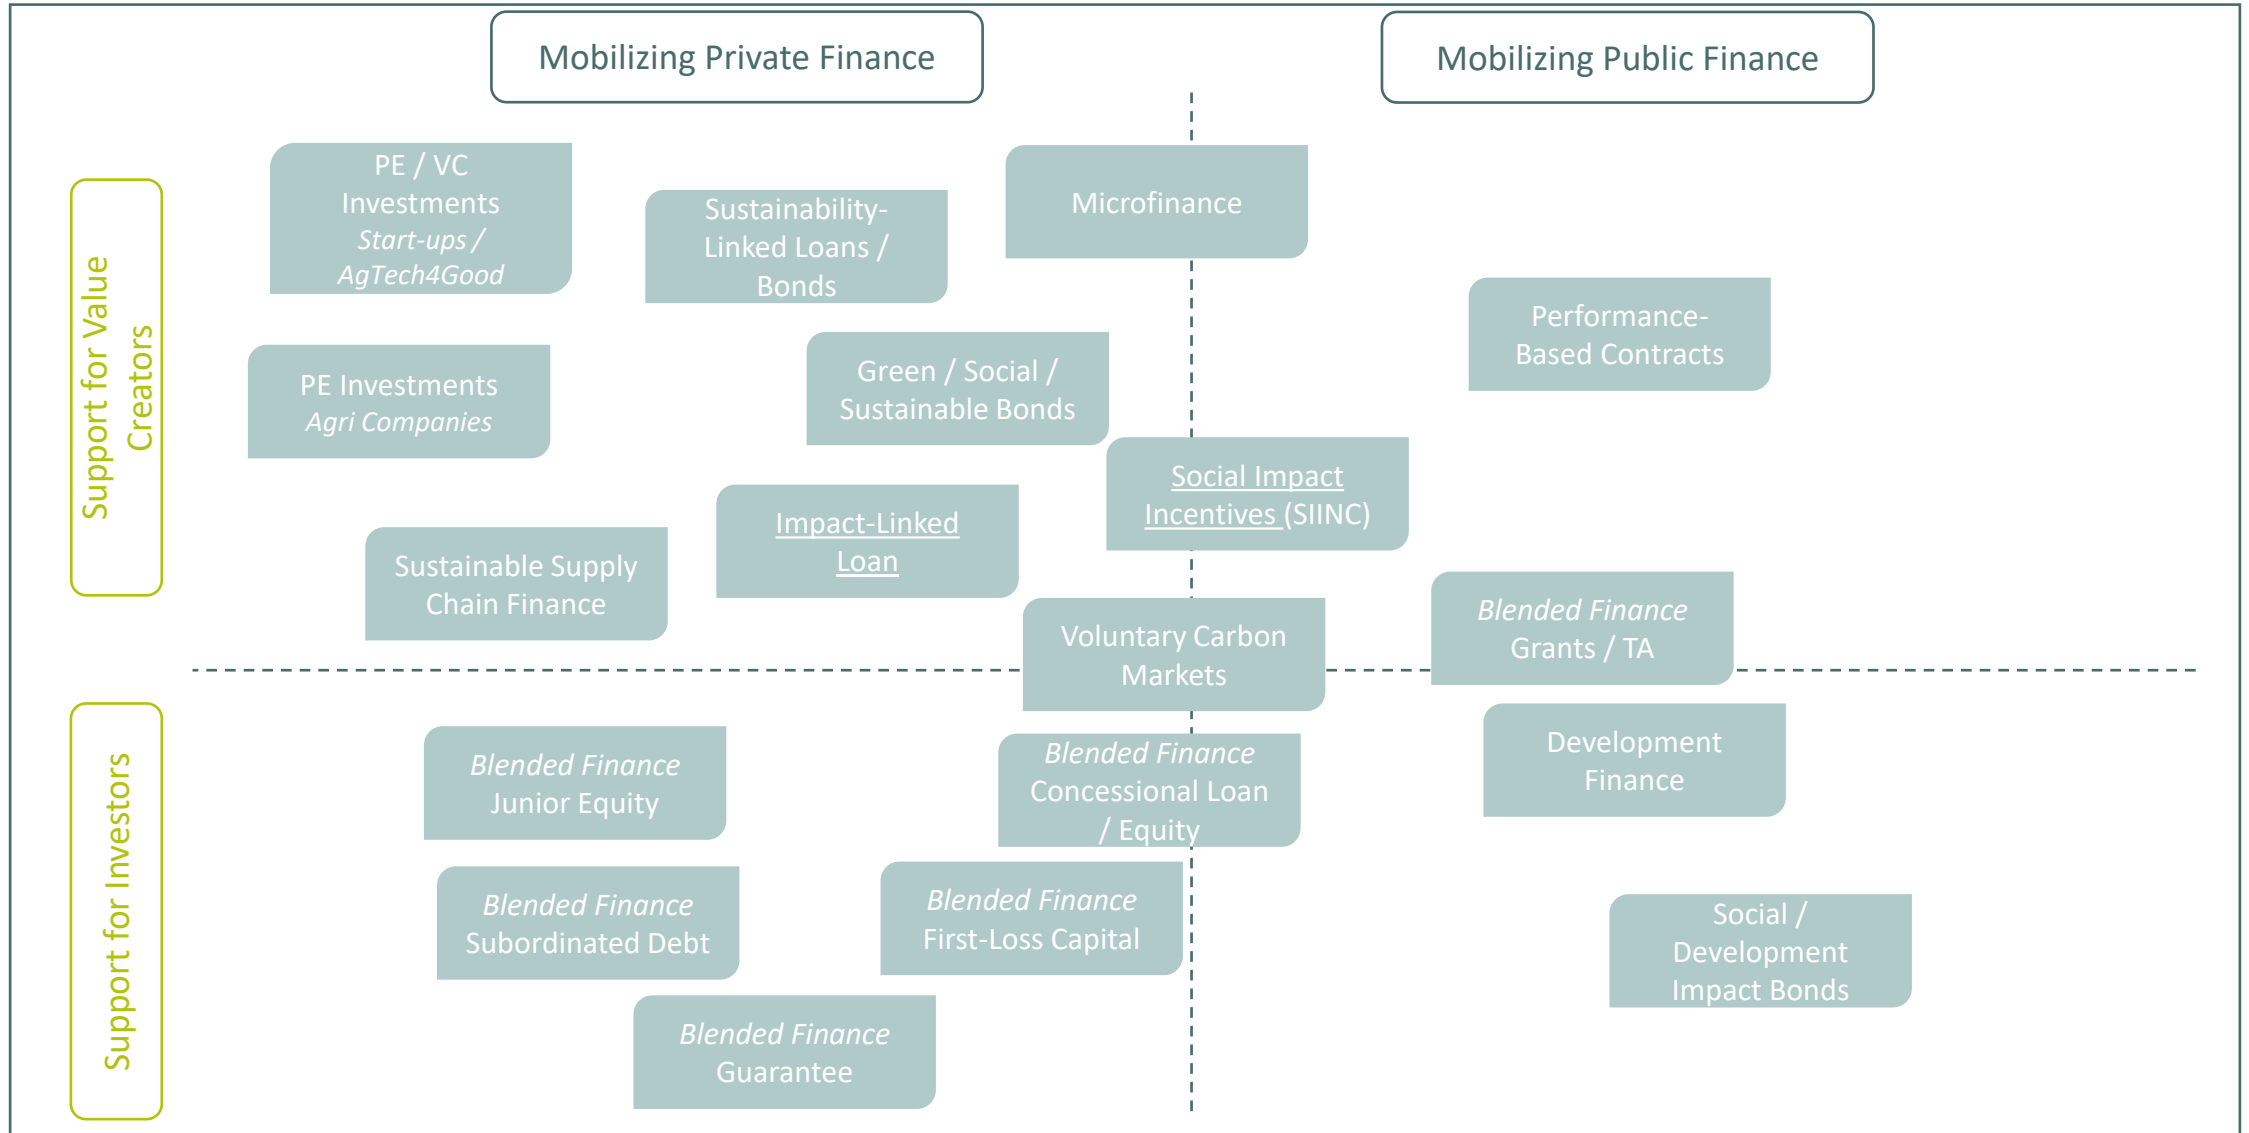 Mobilizing Private Finance
Mobilizing Public Finance
Support for Value
Creators
PE / VC
Investments
Start-ups /
AgTech4Good
Sustainability-
Linked Loans /
Bonds
Microfinance
Performance-
Based Contracts
PE Investments
Agri Companies
Green / Social /
Sustainable Bonds
Social Impact
Incentives (SIINC)
Impact-Linked
Loan
Sustainable Supply
Chain Finance
Voluntary Carbon
Markets
Blended Finance
Grants / TA
Support for Investors
Blended Finance
Junior Equity
Blended Finance
Concessional Loan
/ Equity
Development
Finance
Blended Finance
Subordinated Debt
Blended Finance
First-Loss Capital
Social /
Development
Impact Bonds
Blended Finance
Guarantee